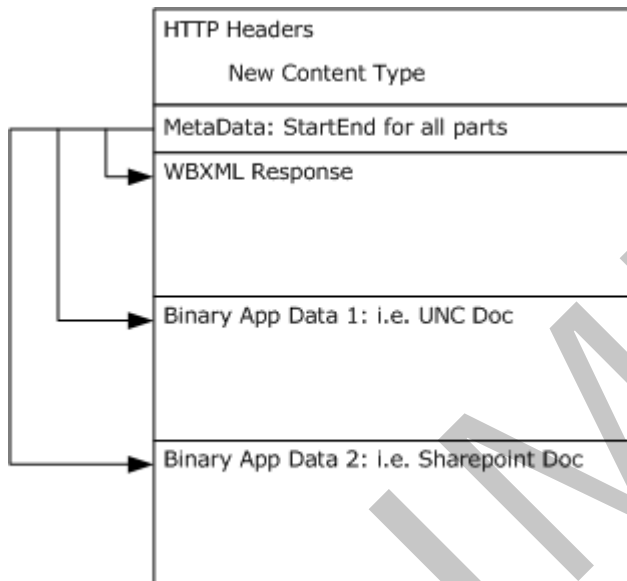 HTTP Headers
New Content Type
MetaData: StartEnd for all parts
WBXML Response
Binary App Data 1: i.e. UNC Doc
Binary App Data 2: i.e. Sharepoint Doc